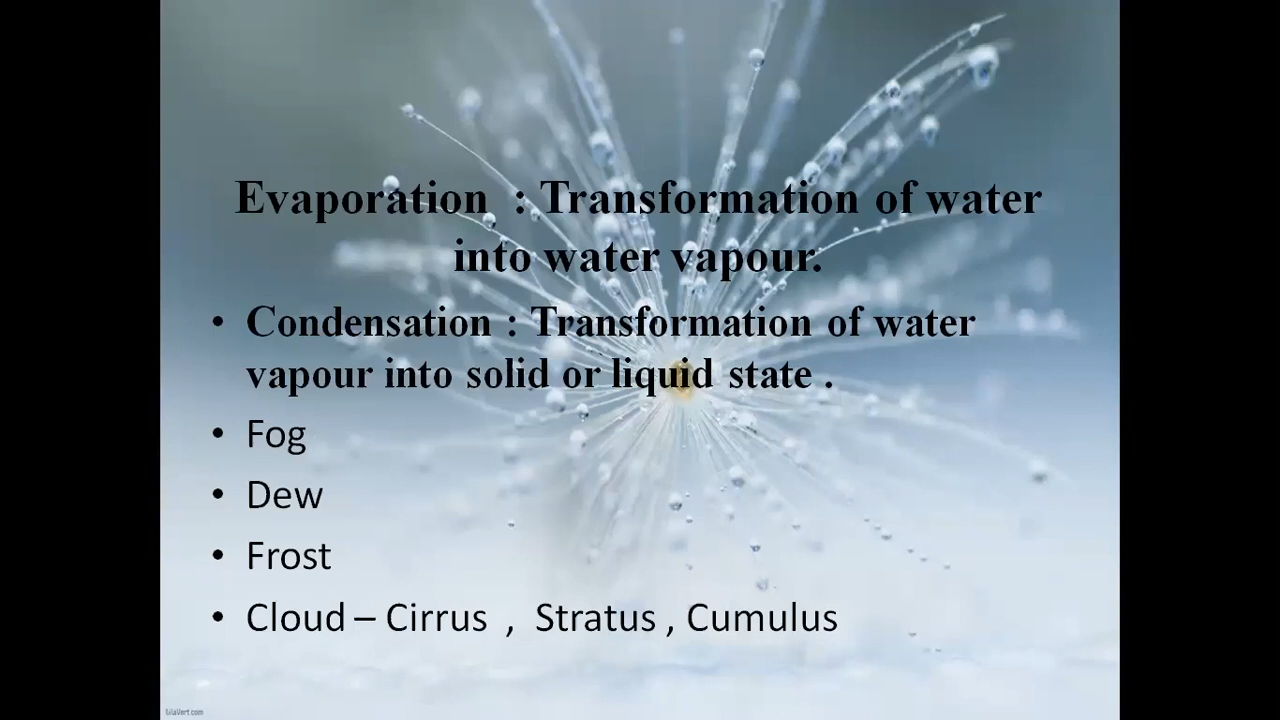 Evaporation : Transformation of water
into water vapour.
• Condensation : Transformation of water
vapour into solid or liquid state .
• Fog
• Dew
• Frost
• Cloud – Cirrus , Stratus , Cumulus